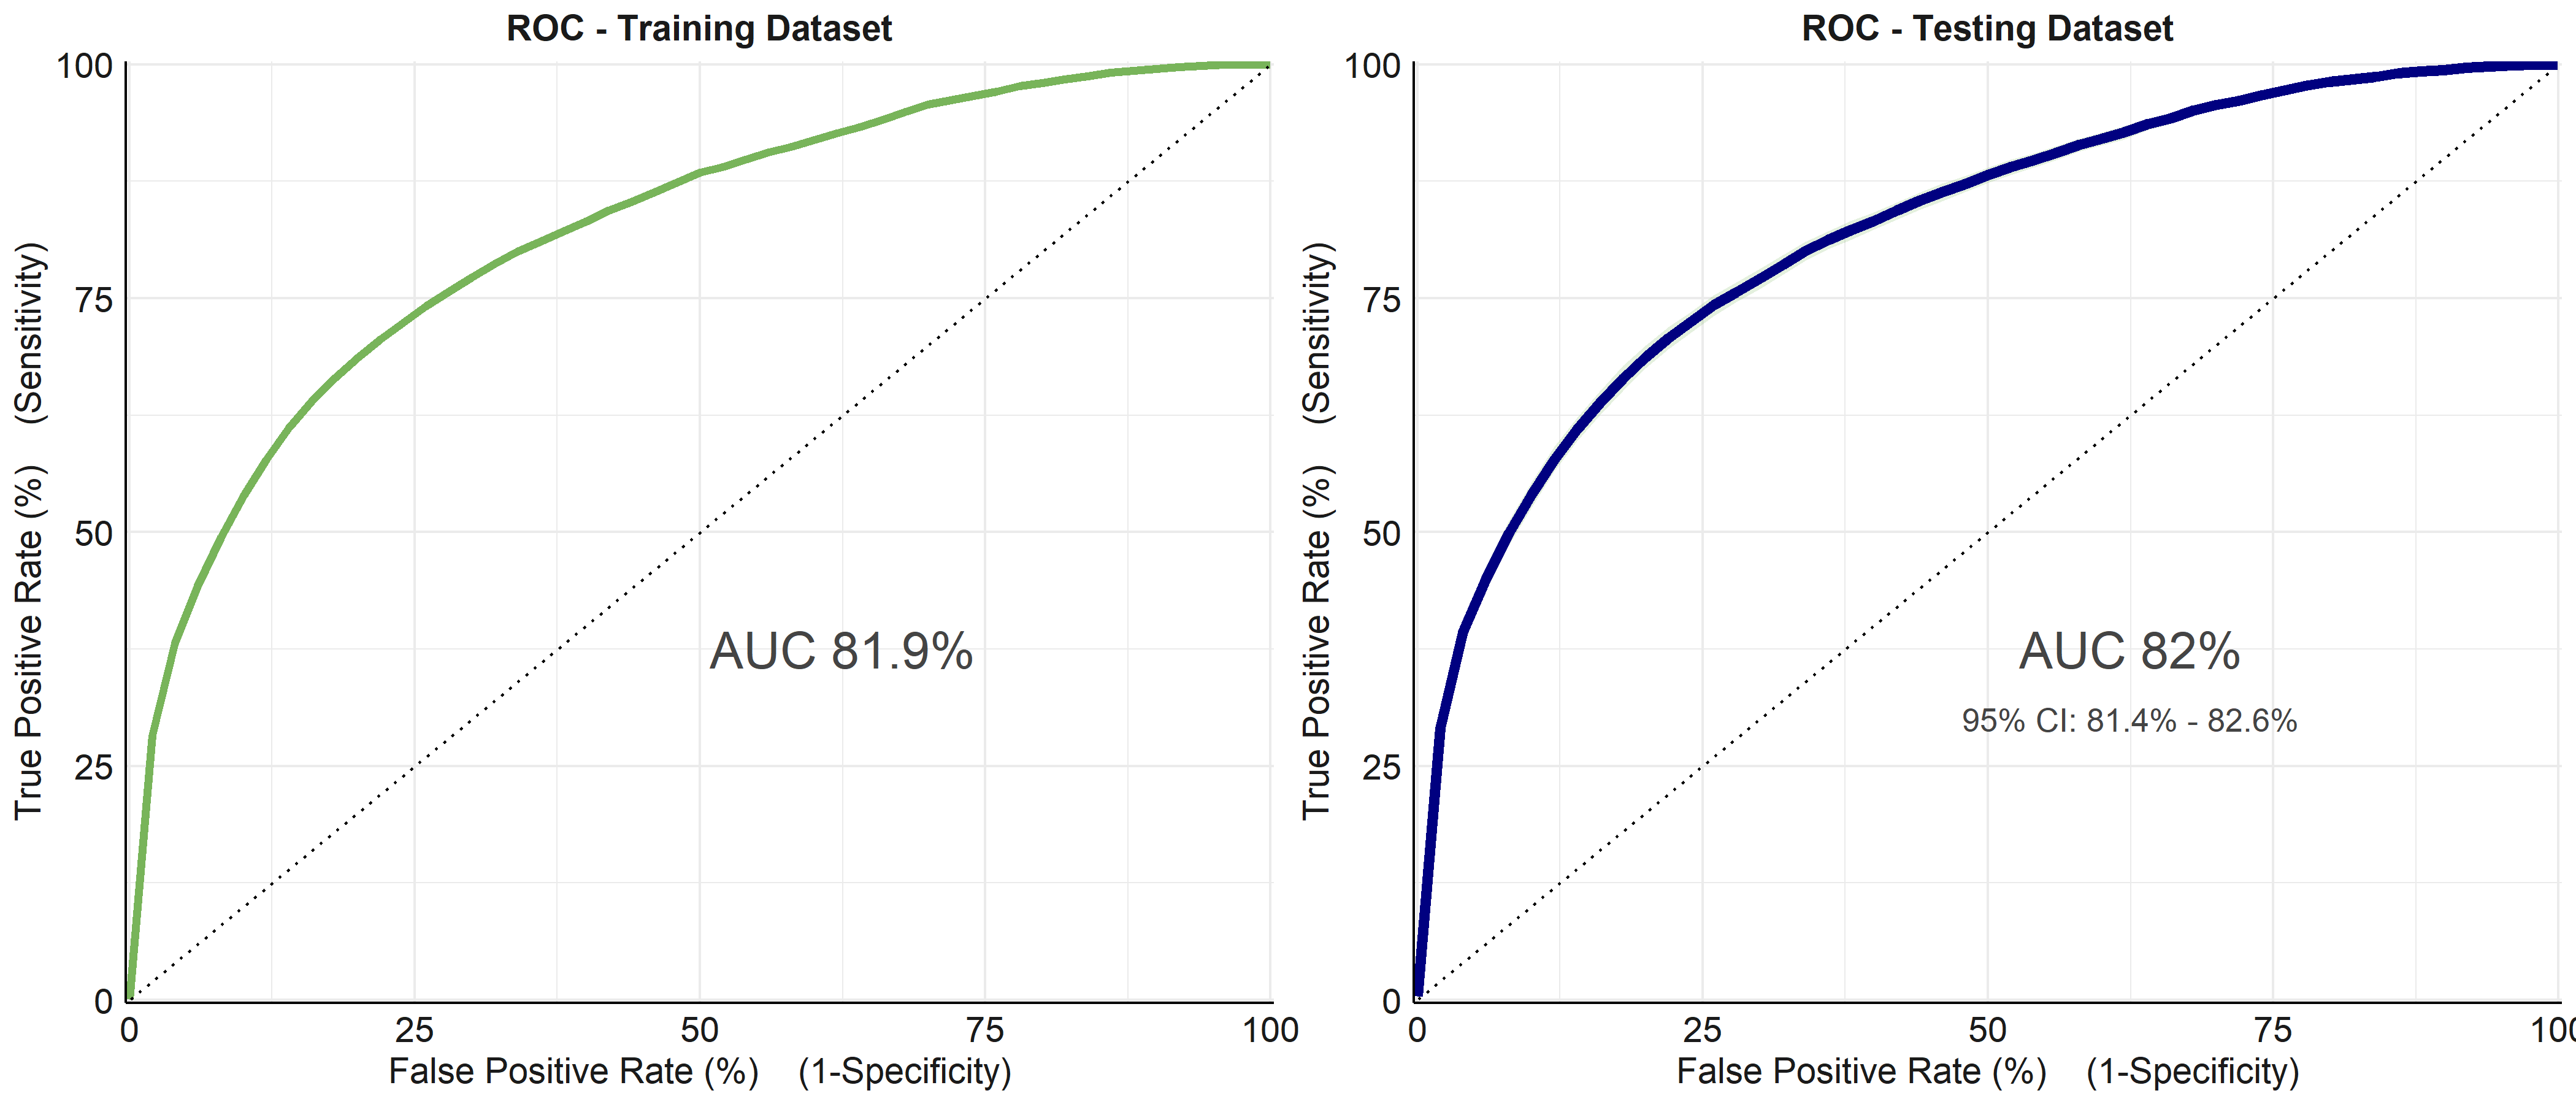 ROC - Training Dataset
True Positive Rate (%) (Sensitivity)
100
75
50
25
0
AUC 81.9%
0 25 50 75 100
False Positive Rate (%) (1-Specificity)
ROC - Testing Dataset
True Positive Rate (%) (Sensitivity)
100
75
50
25
0
AUC 82%
95% CI: 81.4% - 82.6%
0 25 50 75 100
False Positive Rate (%) (1-Specificity)